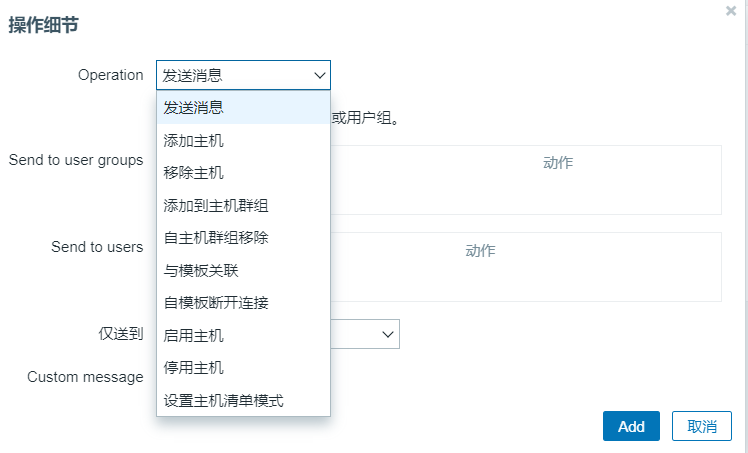 操作细节
Operation 发送消息
发送消息
或用户组。
添加主机
Send to user groups 动作
移除主机
添加到主机群组
自主机群组移除
Send to users 动作
与模板关联
自模板断开连接
仅送到
启用主机
停用主机
Custom message
设置主机清单模式
Add 取消